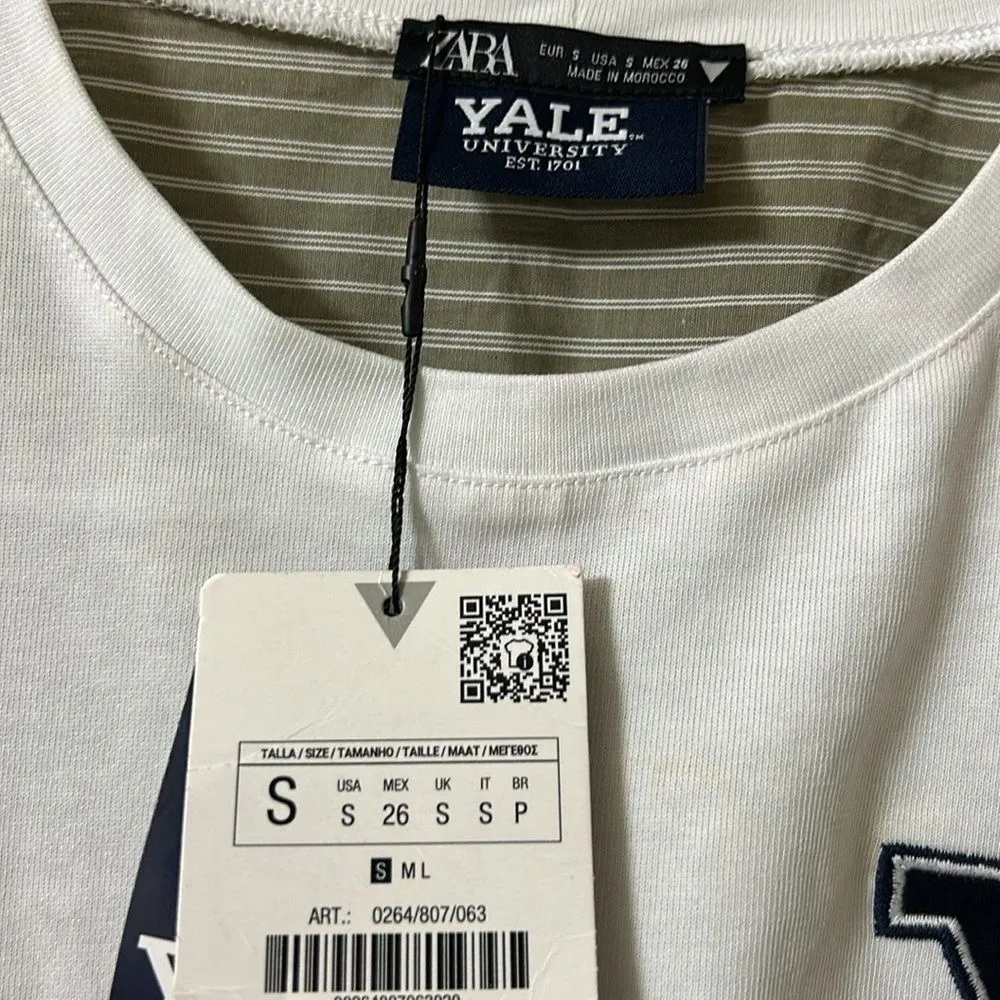 ZARA
EUR S USA S MEX 26
MADE IN MOROCCO
YALE™
UNIVERSITY
EST. 1701
TALLA / SIZE / TAMANHO / TAILLE / MAAT / ΜΕΓΕΘΟΣ
USA MEX UK IT BR
S S 26 S S P
S M L
ART.: 0264/807/063
Y